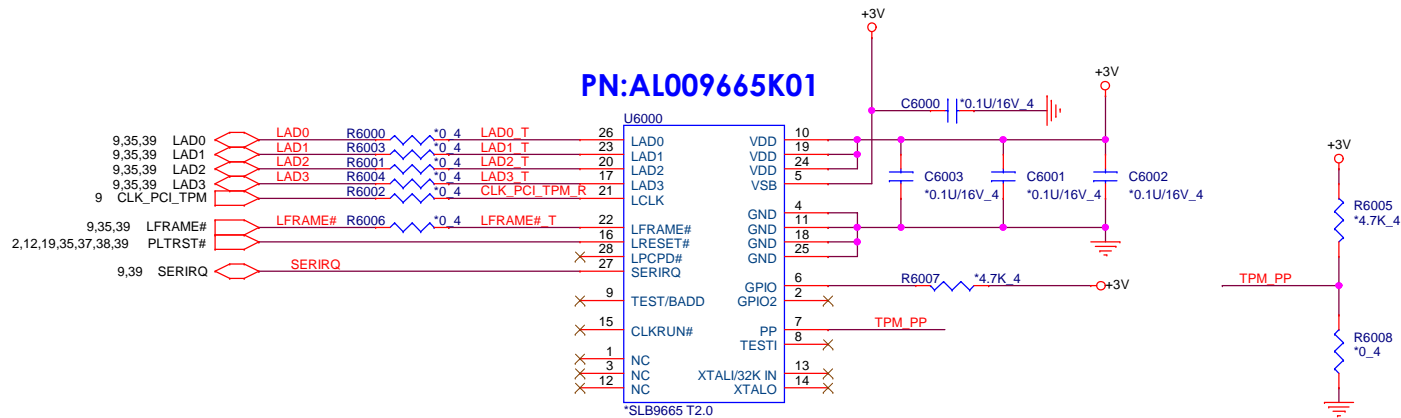 +3V
PN:AL009665K01
+3V
C6000 *0.1U/16V_4
U6000
9,35,39 LAD0 LAD0 R6000 *0_4 LAD0_T 26 LAD0 VDD 10
9,35,39 LAD1 LAD1 R6003 *0_4 LAD1_T 23 LAD1 VDD 19
9,35,39 LAD2 LAD2 R6001 *0_4 LAD2_T 20 LAD2 VDD 24
9,35,39 LAD3 LAD3 R6004 *0_4 LAD3_T 17 LAD3 VSB 5
9 CLK_PCI_TPM R6002 *0_4 CLK_PCI_TPM_R 21 LCLK
C6003 *0.1U/16V_4
C6001 *0.1U/16V_4
C6002 *0.1U/16V_4
+3V
R6005
*4.7K_4
GND 4
9,35,39 LFRAME# LFRAME# R6006 *0_4 LFRAME#_T 22 LFRAME# GND 11
2,12,19,35,37,38,39 PLTRST# 16 LRESET# GND 18
28 LPCPD# GND 25
9,39 SERIRQ SERIRQ 27 SERIRQ
GPIO 6 R6007 *4.7K_4 +3V
9 TEST/BADD GPIO2 2
TPM_PP
15 CLKRUN# PP 7 TPM_PP
TESTI 8
R6008
*0_4
1 NC
3 NC XTALI/32K IN 13
12 NC XTALO 14
*SLB9665 T2.0